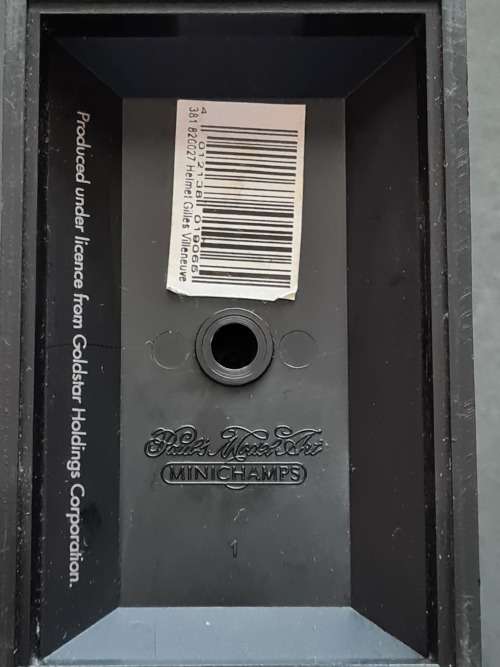 4 012138 019066
381 820027 Helmet Gilles Villeneuve
Produced under licence from Goldstar Holdings Corporation.
Paul's Model Art
MINICHAMPS
1